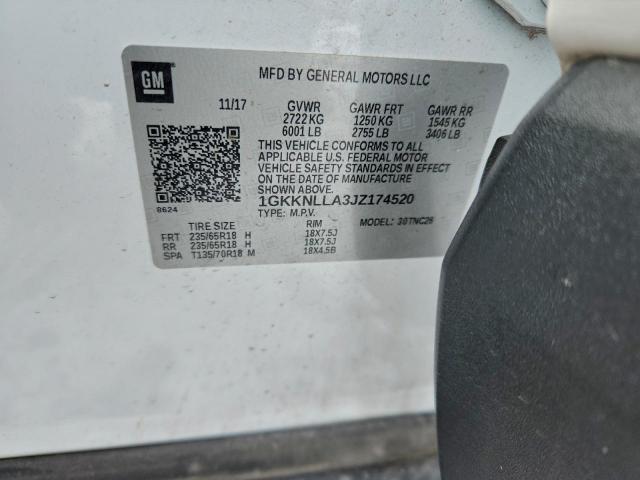 GM
MFD BY GENERAL MOTORS LLC
11/17 GVWR GAWR FRT GAWR RR
2722 KG 1250 KG 1545 KG
6001 LB 2755 LB 3406 LB
THIS VEHICLE CONFORMS TO ALL
APPLICABLE U.S. FEDERAL MOTOR
VEHICLE SAFETY STANDARDS IN EFFECT
ON THE DATE OF MANUFACTURE
SHOWN ABOVE.
1GKKNLLA3JZ174520
8624
TYPE: M.P.V. MODEL:
TIRE SIZE RIM
FRT 235/65R18 H 18X7.5J
RR 235/65R18 H 18X7.5J
SPA T135/70R18 M 18X4.5B